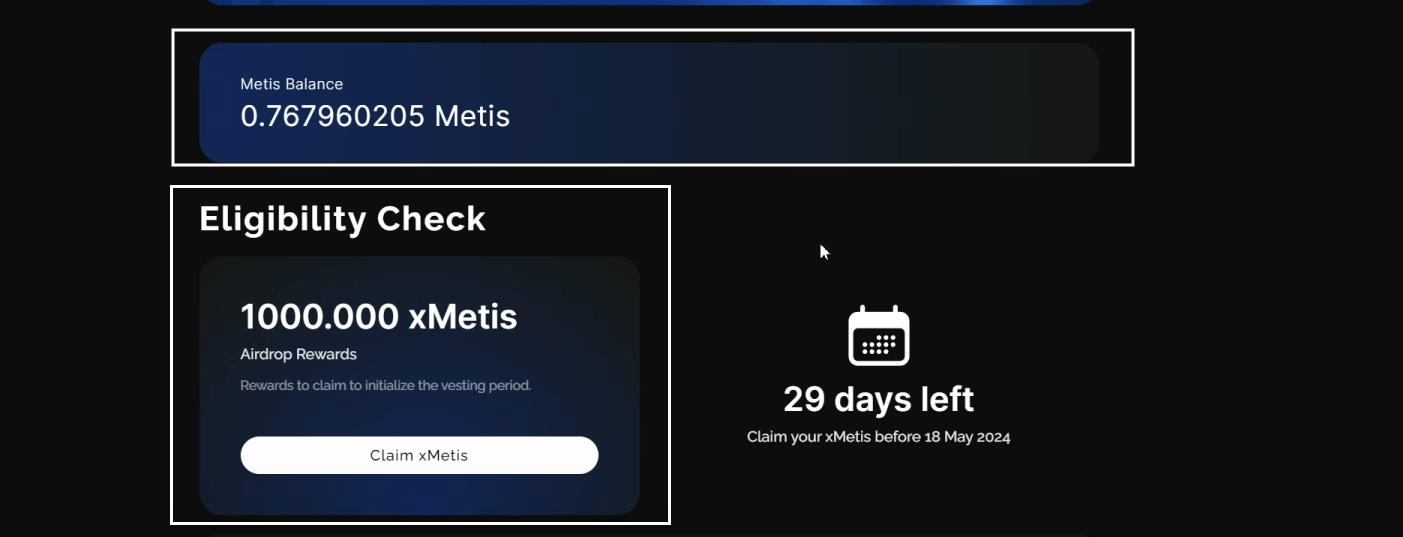 Metis Balance
0.767960205 Metis
Eligibility Check
1000.000 xMetis
Airdrop Rewards
Rewards to claim to initialize the vesting period.
Claim xMetis
29 days left
Claim your xMetis before 18 May 2024